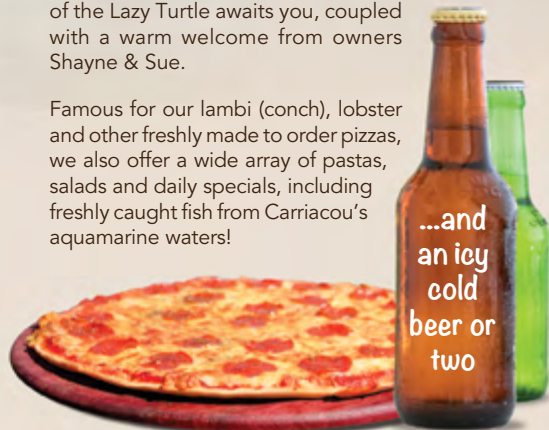 of the Lazy Turtle awaits you, coupled
with a warm welcome from owners
Shayne & Sue.
Famous for our lambi (conch), lobster
and other freshly made to order pizzas,
we also offer a wide array of pastas,
salads and daily specials, including
freshly caught fish from Carriacou's
aquamarine waters!
...and
an icy
cold
beer or
two